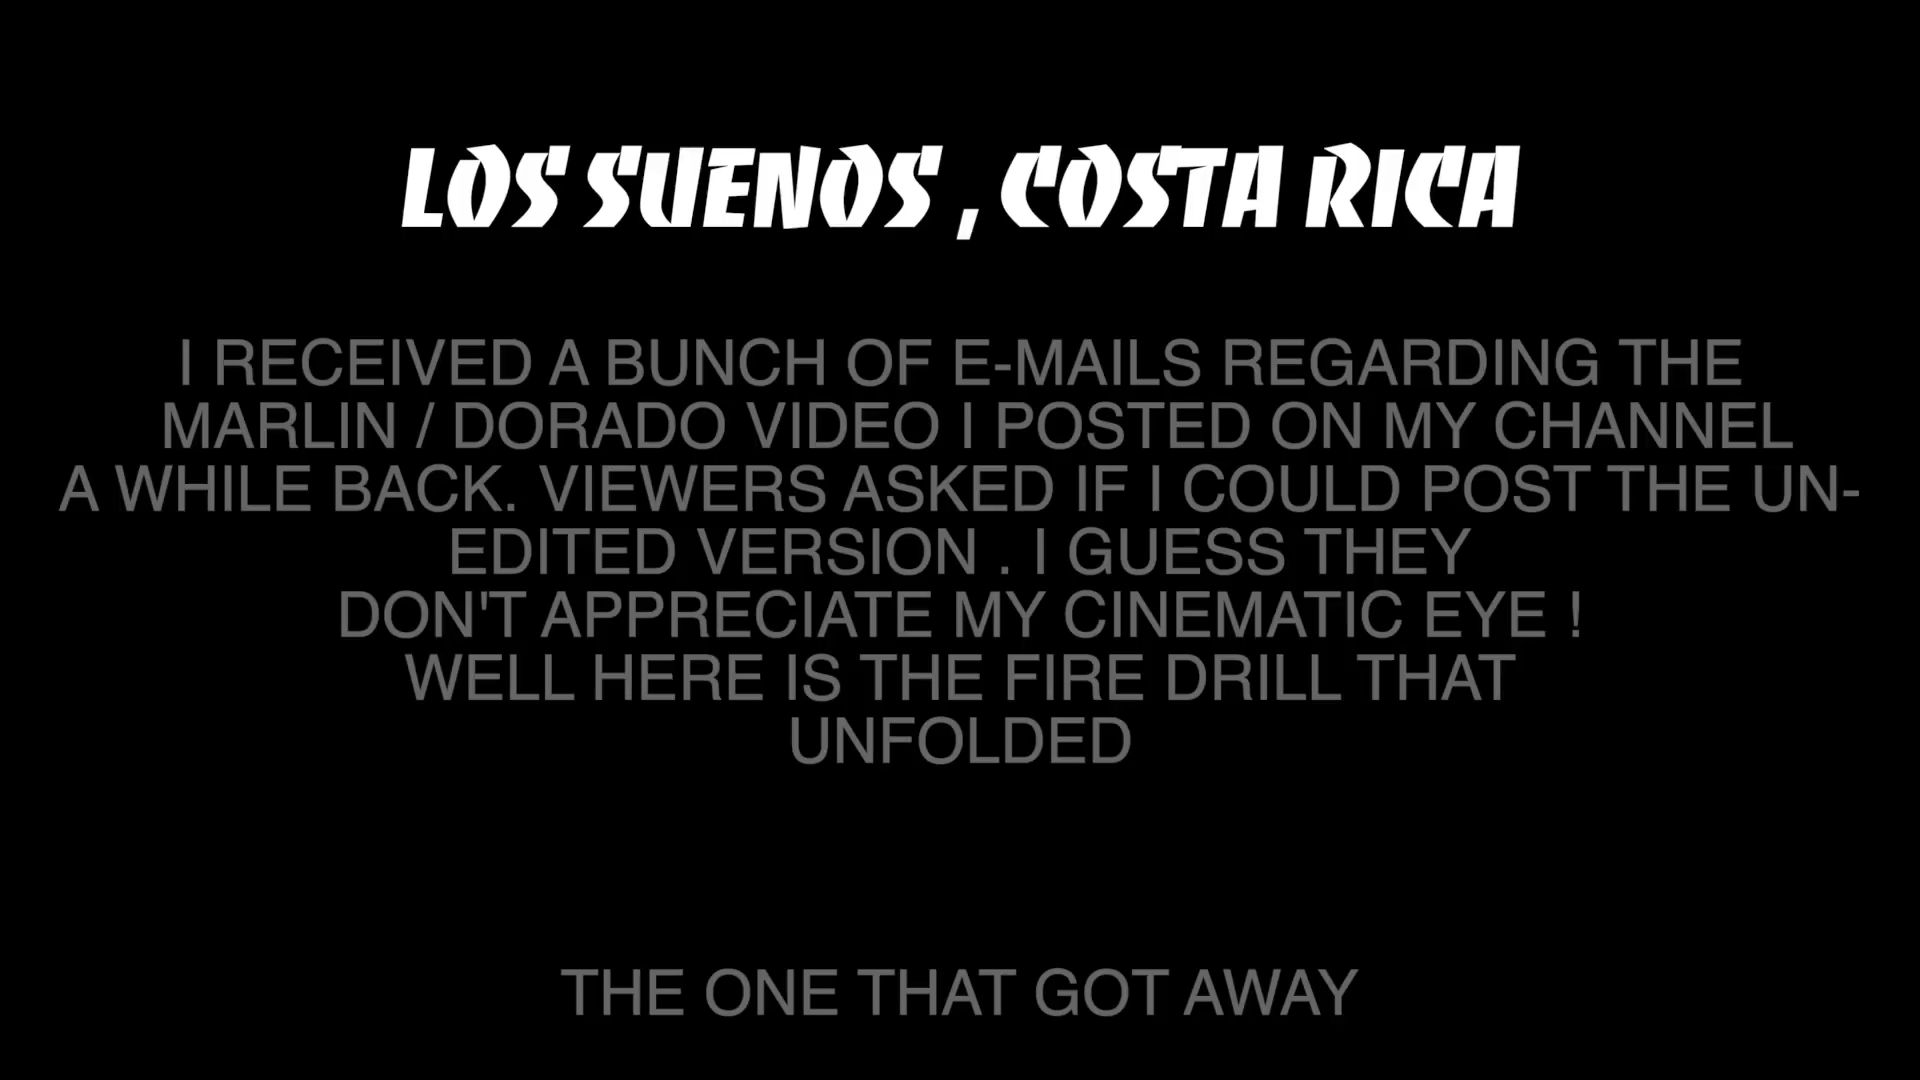 LOS SUENOS , COSTA RICA
I RECEIVED A BUNCH OF E-MAILS REGARDING THE
MARLIN / DORADO VIDEO I POSTED ON MY CHANNEL
A WHILE BACK. VIEWERS ASKED IF I COULD POST THE UN-
EDITED VERSION . I GUESS THEY
DON'T APPRECIATE MY CINEMATIC EYE !
WELL HERE IS THE FIRE DRILL THAT
UNFOLDED
THE ONE THAT GOT AWAY